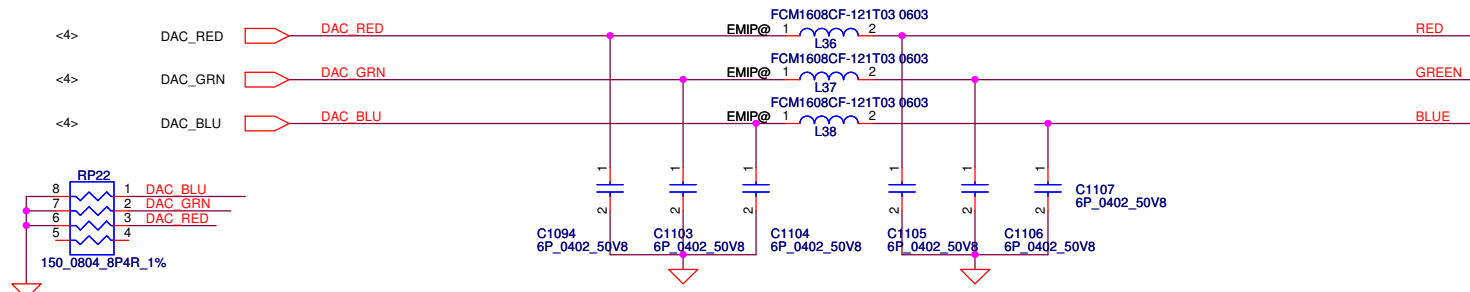 FCM1608CF-121T03 0603
<4> DAC_RED DAC_RED EMIP@ 1 2 RED
L36
FCM1608CF-121T03 0603
<4> DAC_GRN DAC_GRN EMIP@ 1 2 GREEN
L37
FCM1608CF-121T03 0603
<4> DAC_BLU DAC_BLU EMIP@ 1 2 BLUE
L38
1 1 1 1 1 1
2 2 2 2 2 2
RP22
8 1 DAC_BLU
7 2 DAC_GRN
6 3 DAC_RED
5 4
150_0804_8P4R_1%
C1094
6P_0402_50V8
C1103
6P_0402_50V8
C1104
6P_0402_50V8
C1105
6P_0402_50V8
C1106
6P_0402_50V8
C1107
6P_0402_50V8